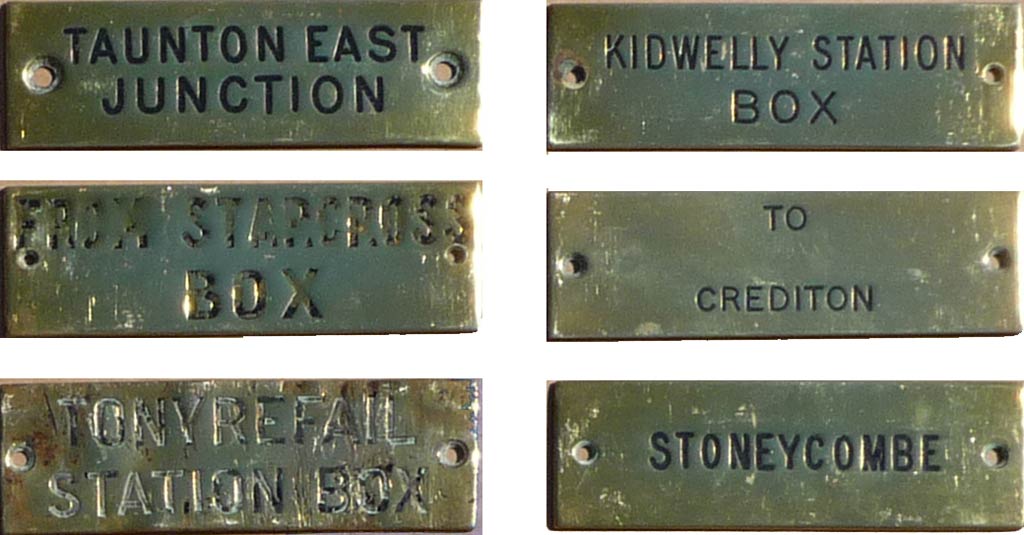 TAUNTON EAST
JUNCTION
KIDWELLY STATION
BOX
FROM STARCROSS
BOX
TO
CREDITON
TONYREFAIL
STATION BOX
STONEYCOMBE